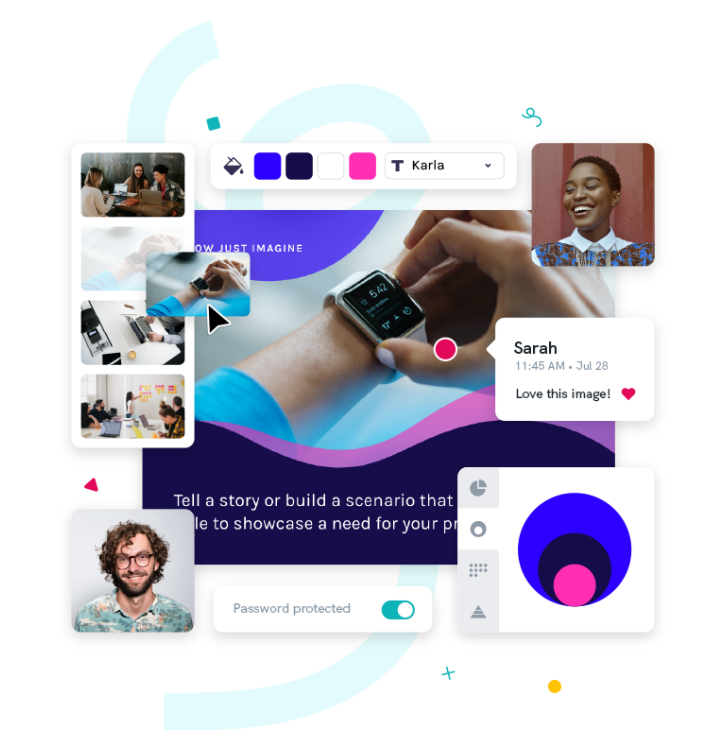 Karla
OW JUST IMAGINE
5:42
Sarah
11:45 AM • Jul 28
Love this image!
Tell a story or build a scenario that
le to showcase a need for your pr
Password protected